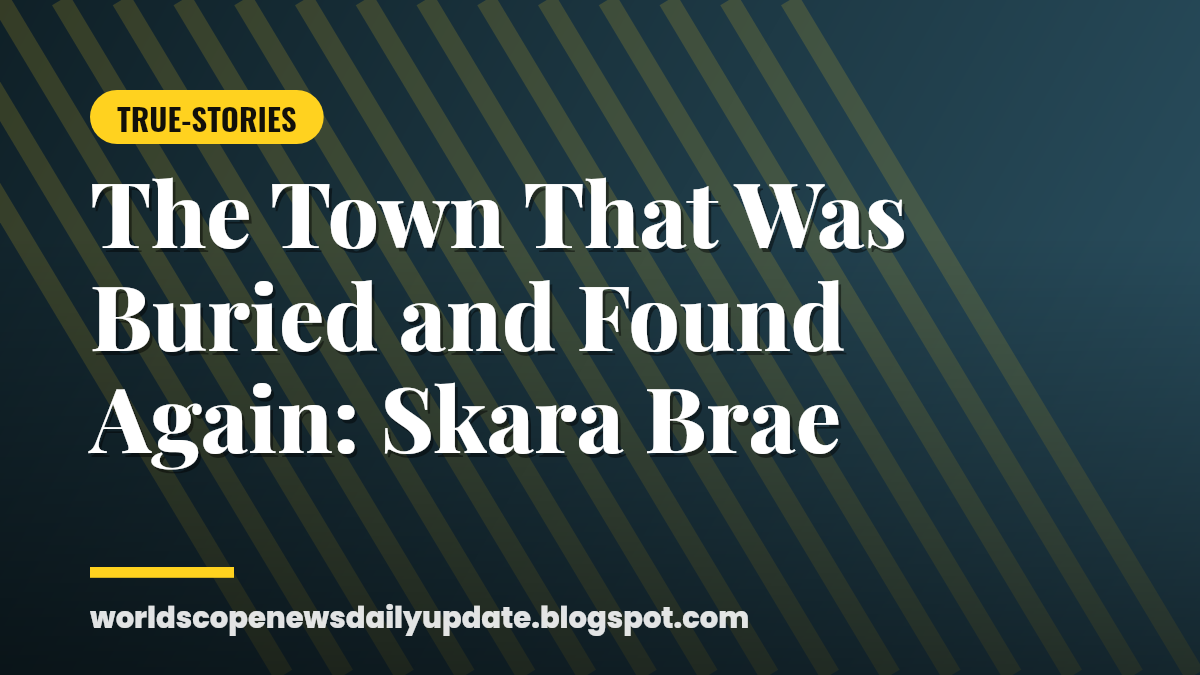 TRUE-STORIES
The Town That Was
Buried and Found
Again: Skara Brae
worldscopenewsdailyupdate.blogspot.com